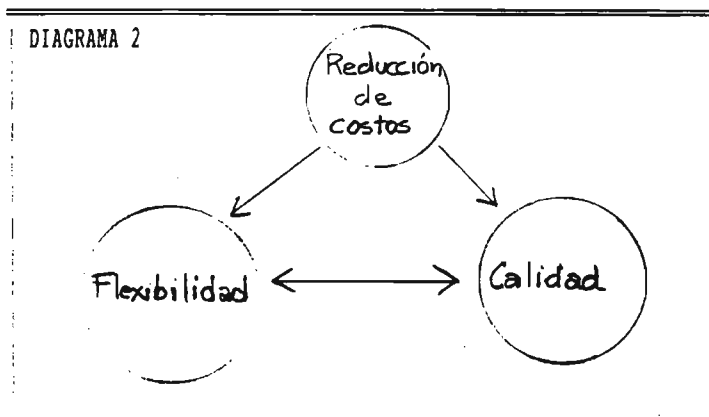 DIAGRAMA 2
Reducción
de
costos
Flexibilidad
Calidad